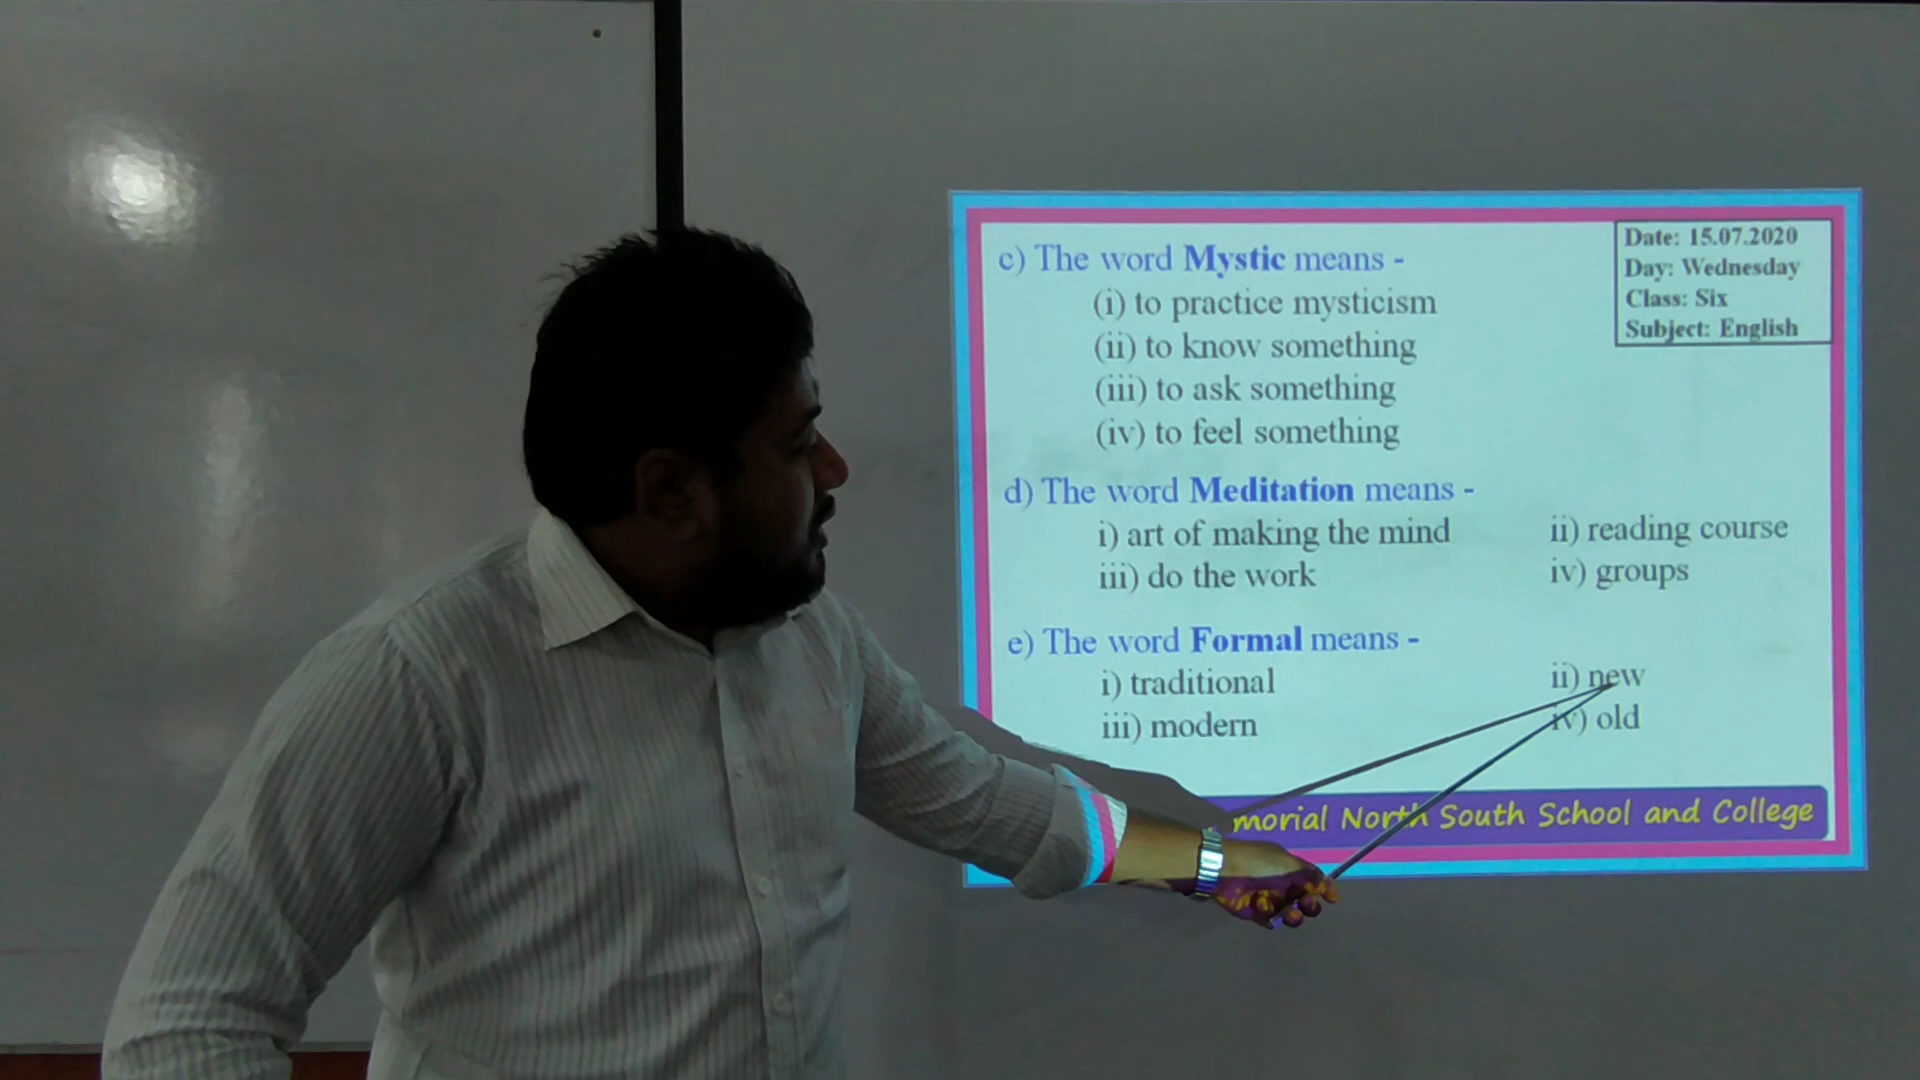 Date: 15.07.2020
Day: Wednesday
Class: Six
Subject: English
c) The word Mystic means -
(i) to practice mysticism
(ii) to know something
(iii) to ask something
(iv) to feel something
d) The word Meditation means -
i) art of making the mind ii) reading course
iii) do the work iv) groups
e) The word Formal means -
i) traditional ii) new
iii) modern iv) old
North South School and College